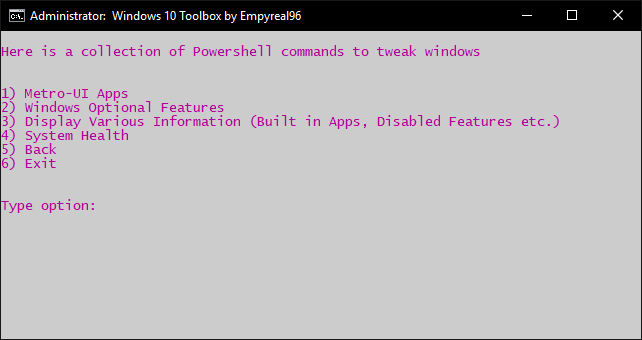 Administrator:  Windows 10 Toolbox by Empyreal96
Here is a collection of Powershell commands to tweak windows
1) Metro-UI Apps
2) Windows Optional Features
3) Display Various Information (Built in Apps, Disabled Features etc.)
4) System Health
5) Back
6) Exit
Type option: